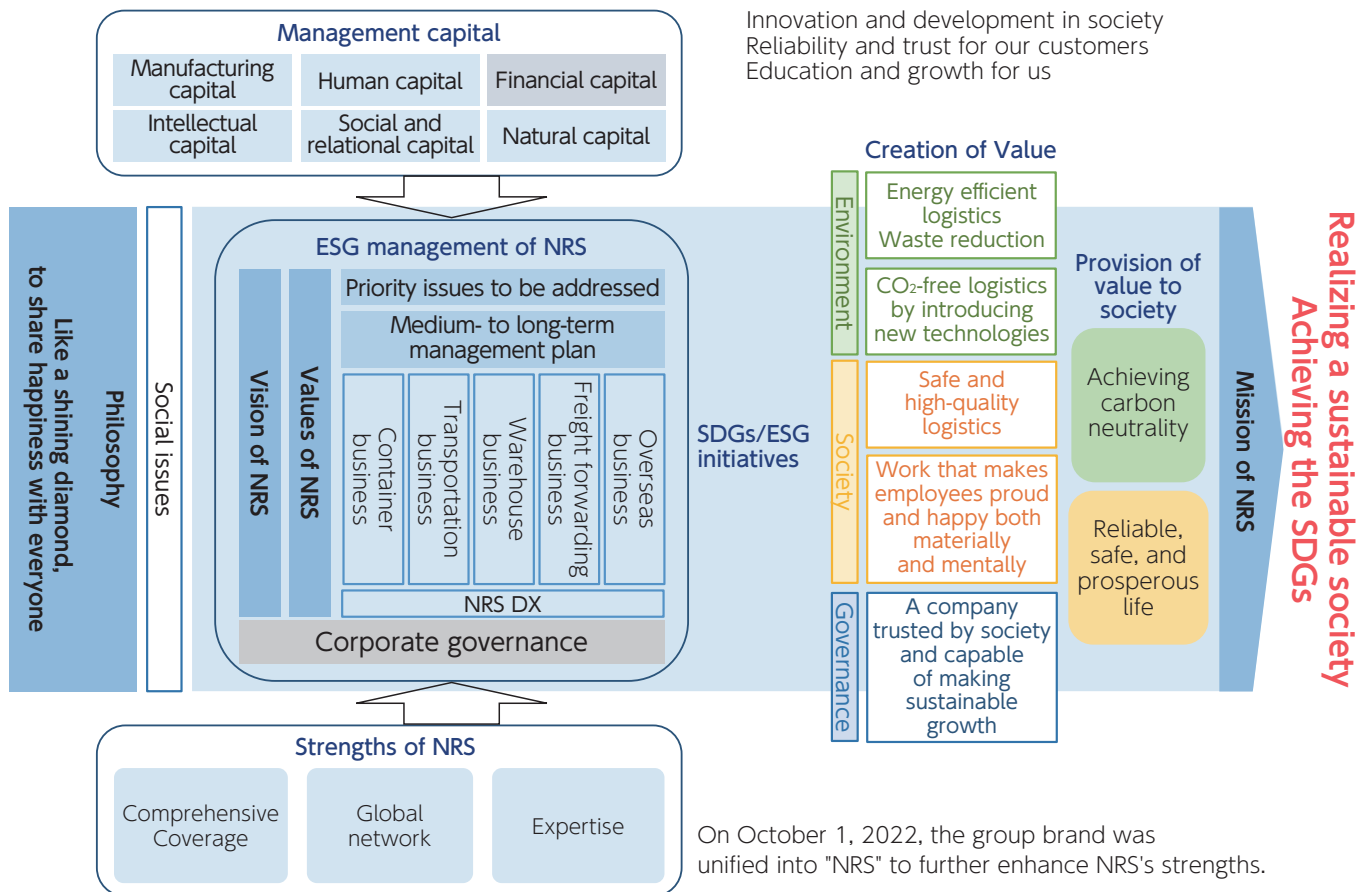 Management capital
Manufacturing
capital
Human capital
Financial capital
Intellectual
capital
Social and
relational capital
Natural capital
Innovation and development in society
Reliability and trust for our customers
Education and growth for us
Philosophy
Like a shining diamond,
to share happiness with everyone
Social issues
ESG management of NRS
Vision of NRS
Values of NRS
Priority issues to be addressed
Medium- to long-term
management plan
Container
business
Transportation
business
Warehouse
business
Freight forwarding
business
Overseas
business
NRS DX
Corporate governance
SDGs/ESG
initiatives
Creation of Value
Environment
Energy efficient
logistics
Waste reduction
CO₂-free logistics
by introducing
new technologies
Society
Safe and
high-quality
logistics
Work that makes
employees proud
and happy both
materially
and mentally
Governance
A company
trusted by society
and capable
of making
sustainable
growth
Provision of
value to
society
Achieving
carbon
neutrality
Reliable,
safe, and
prosperous
life
Mission of NRS
Realizing a sustainable society
Achieving the SDGs
Strengths of NRS
Comprehensive
Coverage
Global
network
Expertise
On October 1, 2022, the group brand was
unified into "NRS" to further enhance NRS's strengths.